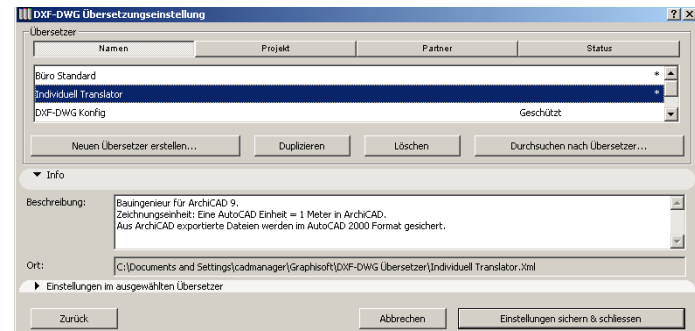 DXF-DWG Übersetzungseinstellung
Übersetzer
Namen Projekt Partner Status
Büro Standard *
Individuell Translator *
DXF-DWG Konfig Geschützt
Neuen Übersetzer erstellen... Duplizieren Löschen Durchsuchen nach Übersetzer...
Info
Beschreibung: Bauingenieur für ArchiCAD 9.
Zeichnungseinheit: Eine AutoCAD Einheit = 1 Meter in ArchiCAD.
Aus ArchiCAD exportierte Dateien werden im AutoCAD 2000 Format gesichert.
Ort: C:\Documents and Settings\cadmanager\Graphisoft\DXF-DWG Übersetzer\Individuell Translator.Xml
Einstellungen im ausgewählten Übersetzer
Zurück Abbrechen Einstellungen sichern & schliessen